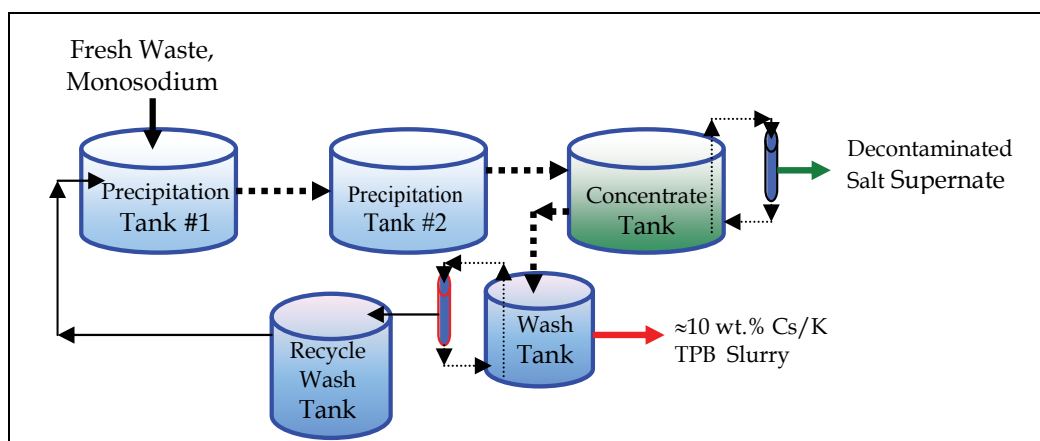 Fresh Waste,
Monosodium
Precipitation
Tank #1
Precipitation
Tank #2
Concentrate
Tank
Decontaminated
Salt Supernate
Recycle
Wash
Tank
Wash
Tank
≈10 wt.% Cs/K
TPB Slurry